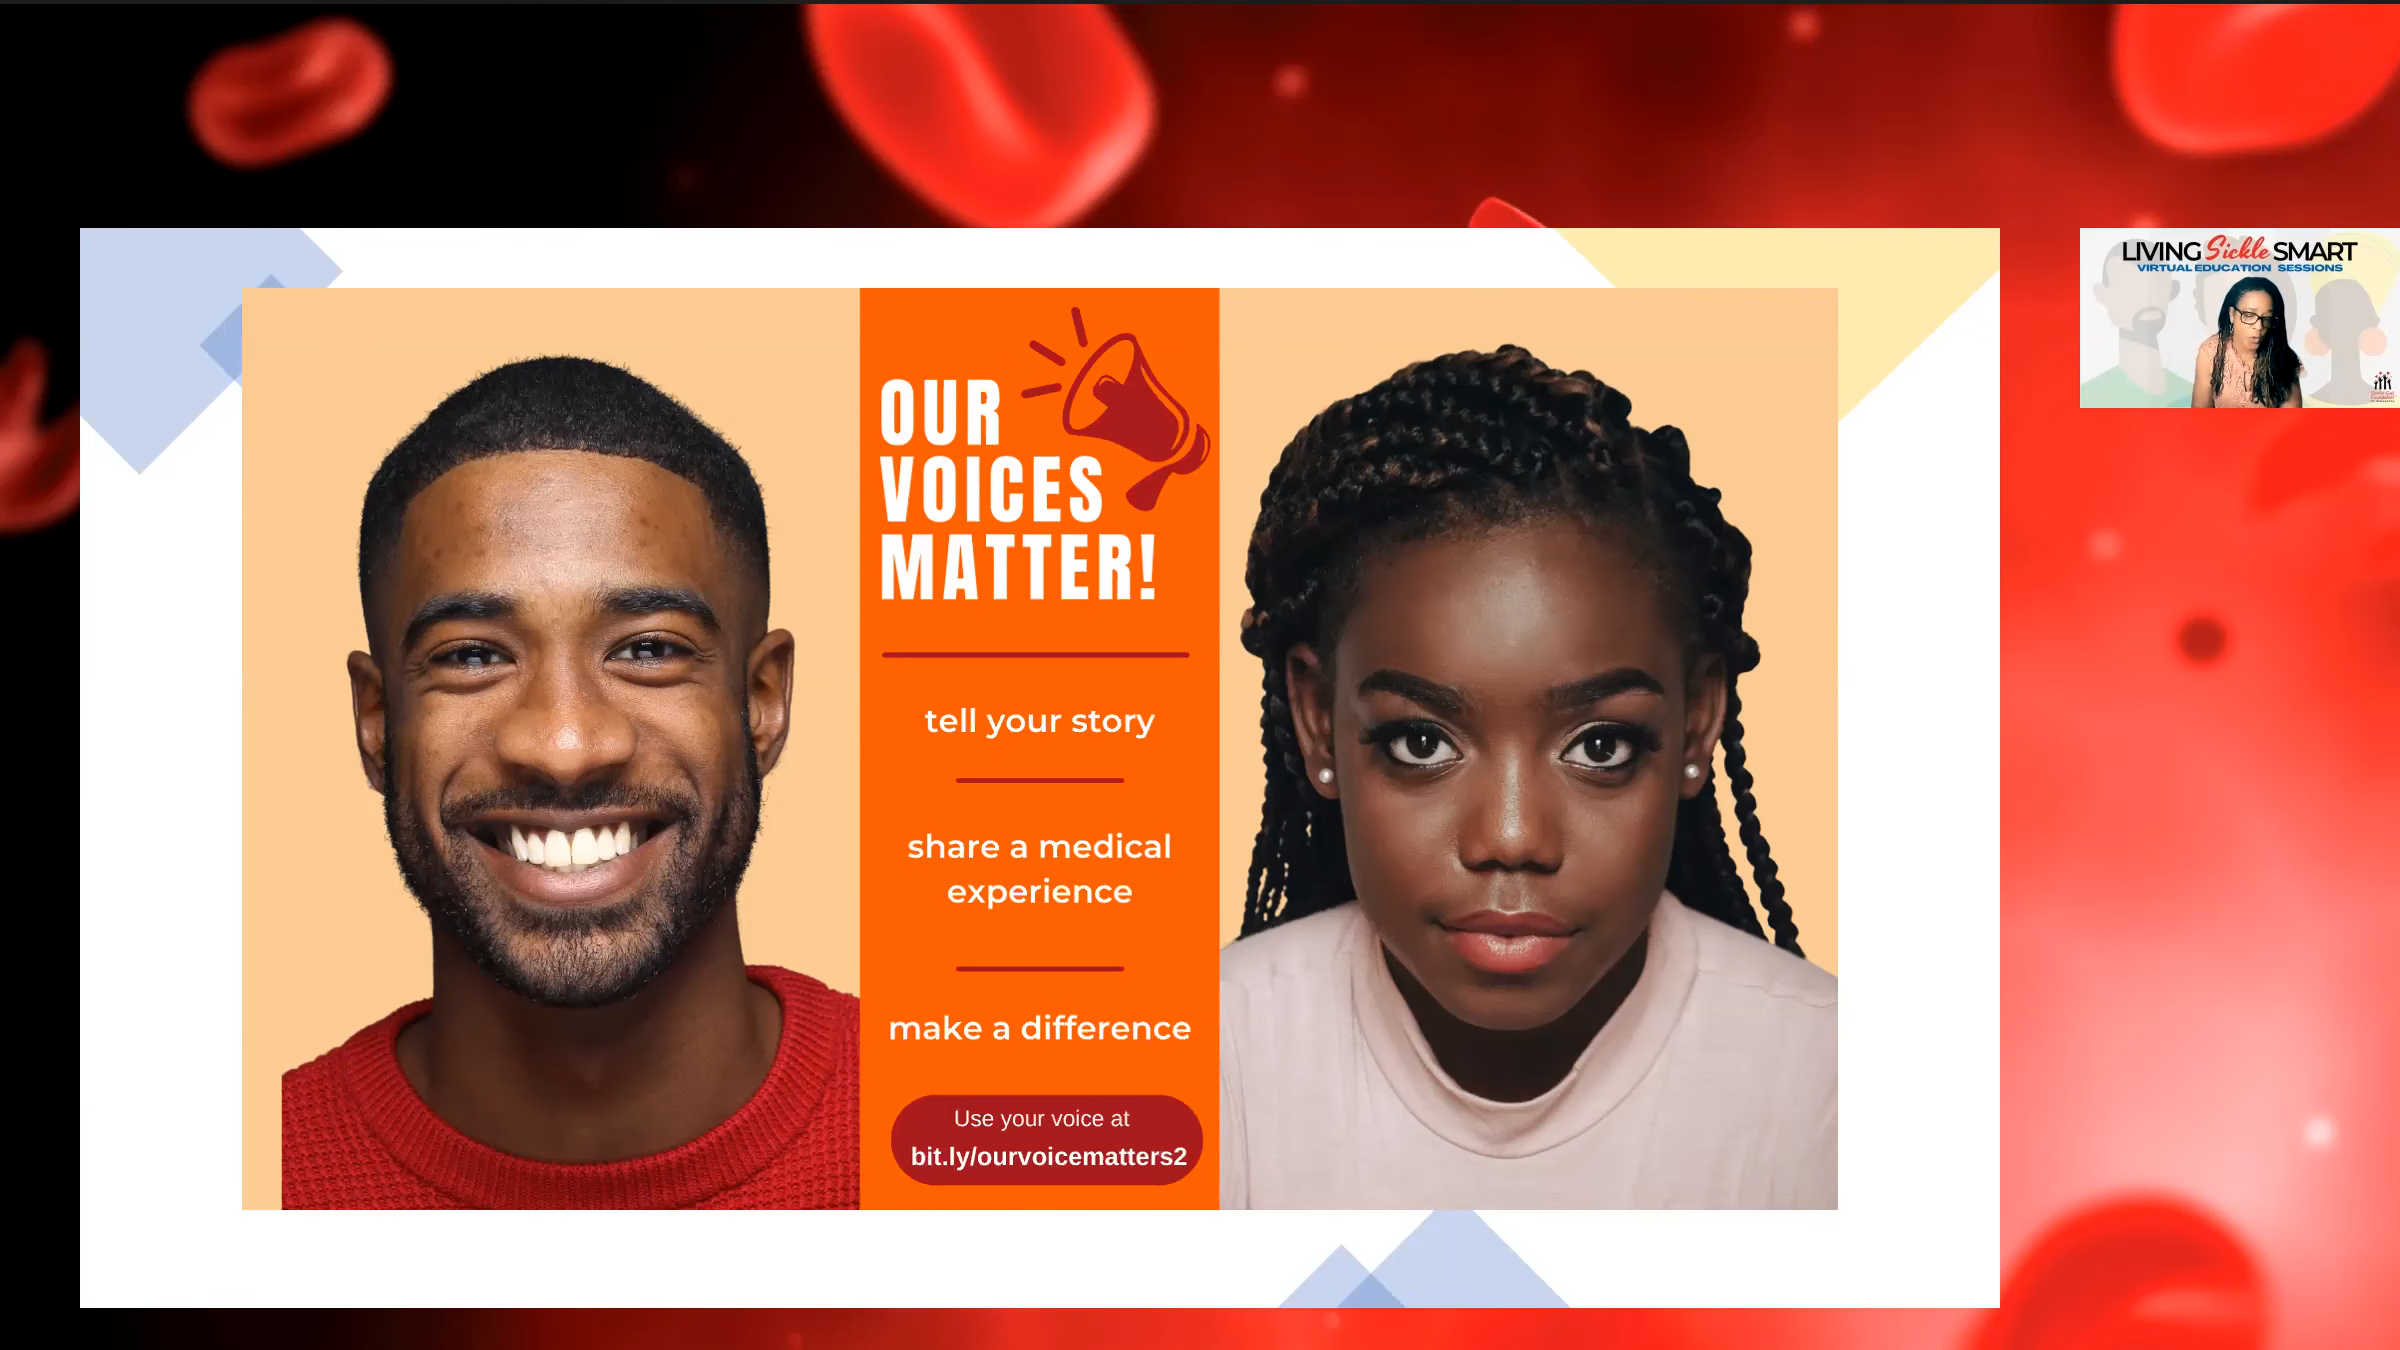 OUR
VOICES
MATTER!
tell your story
share a medical
experience
make a difference
Use your voice at
bit.ly/ourvoicematters2
LIVING Sickle SMART
VIRTUAL EDUCATION SESSIONS